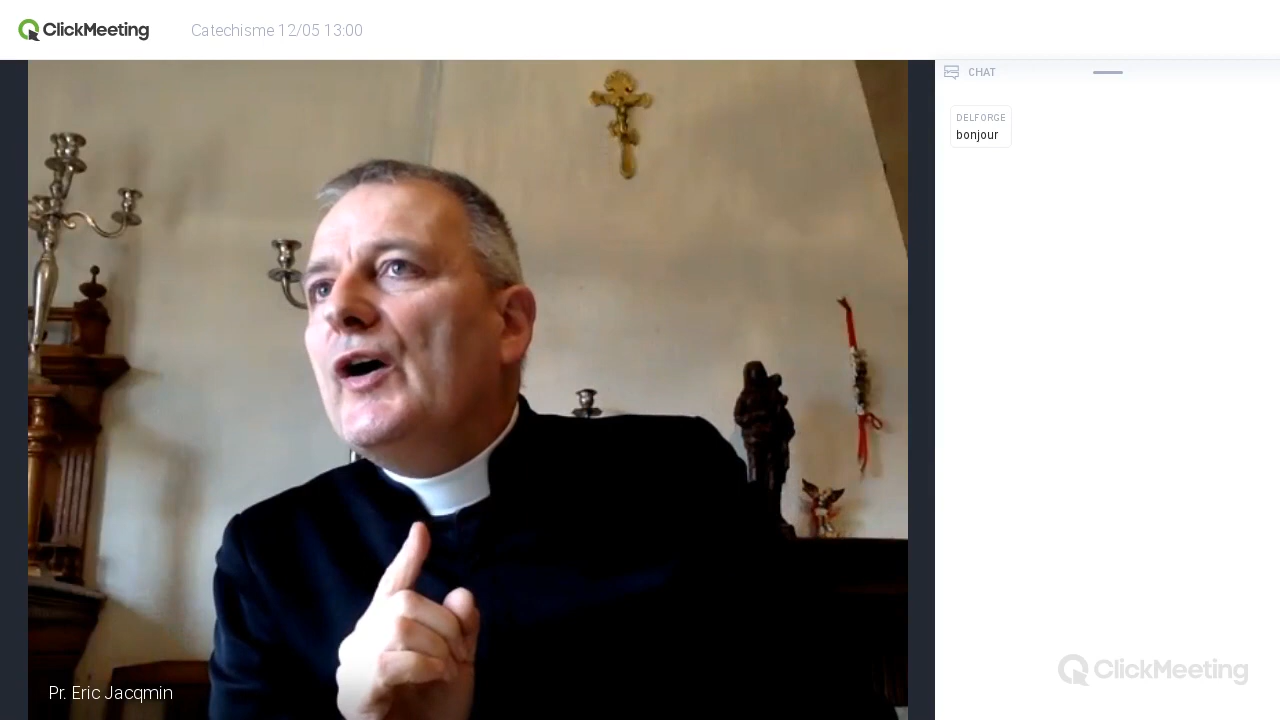 ClickMeeting
Catechisme 12/05 13:00
CHAT
DELFORGE
bonjour
Pr. Eric Jacqmin
ClickMeeting